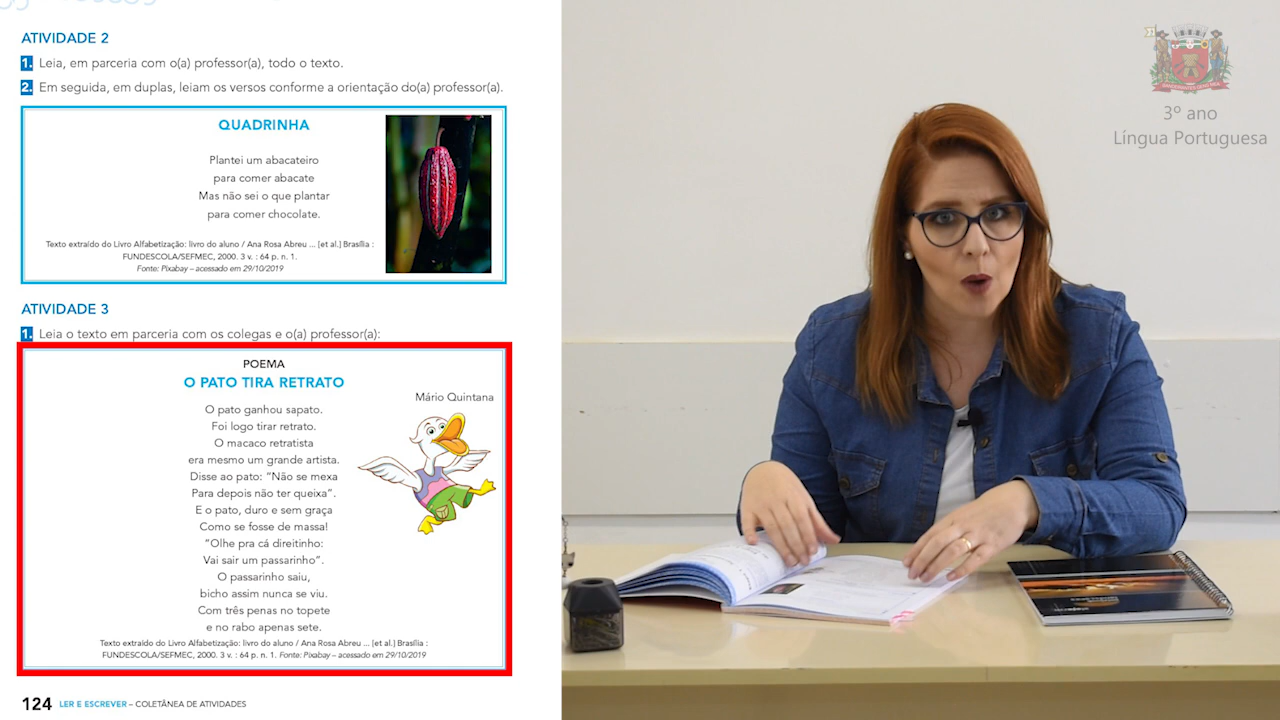 ATIVIDADE 2
1. Leia, em parceria com o(a) professor(a), todo o texto.
2. Em seguida, em duplas, leiam os versos conforme a orientação do(a) professor(a).
QUADRINHA
Plantei um abacateiro
para comer abacate
Mas não sei o que plantar
para comer chocolate.
Texto extraído do Livro Alfabetização: livro do aluno / Ana Rosa Abreu ... [et al.] Brasília :
FUNDESCOLA/SEFMEC, 2000. 3 v. : 64 p. n. 1.
Fonte: Pixabay – acessado em 29/10/2019
ATIVIDADE 3
1. Leia o texto em parceria com os colegas e o(a) professor(a):
POEMA
O PATO TIRA RETRATO
Mário Quintana
O pato ganhou sapato.
Foi logo tirar retrato.
O macaco retratista
era mesmo um grande artista.
Disse ao pato: “Não se mexa
Para depois não ter queixa”.
E o pato, duro e sem graça
Como se fosse de massa!
“Olhe pra cá direitinho:
Vai sair um passarinho”.
O passarinho saiu,
bicho assim nunca se viu.
Com três penas no topete
e no rabo apenas sete.
Texto extraído do Livro Alfabetização: livro do aluno / Ana Rosa Abreu ... [et al.] Brasília :
FUNDESCOLA/SEFMEC, 2000. 3 v. : 64 p. n. 1. Fonte: Pixabay – acessado em 29/10/2019
124 LER E ESCREVER – COLETÂNEA DE ATIVIDADES
3º ano
Língua Portuguesa